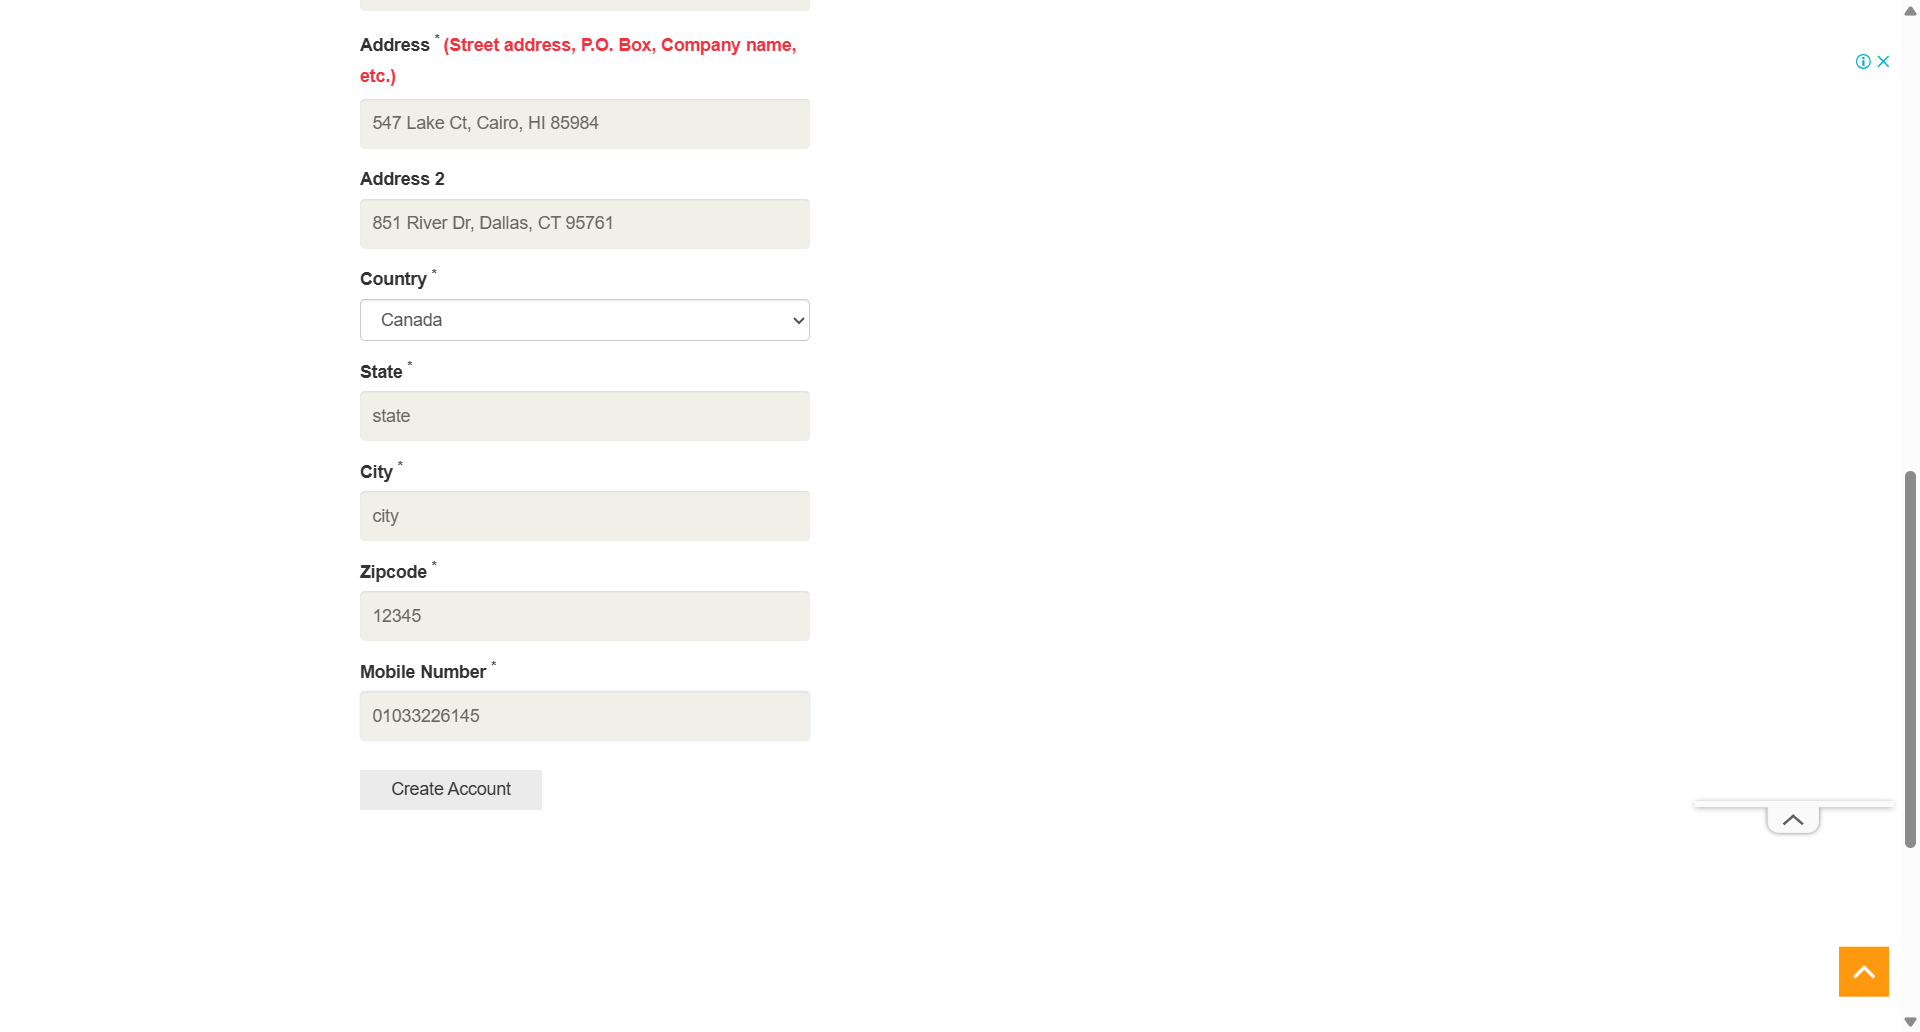 Address * (Street address, P.O. Box, Company name,
etc.)
547 Lake Ct, Cairo, HI 85984
Address 2
851 River Dr, Dallas, CT 95761
Country *
Canada
State *
state
City *
city
Zipcode *
12345
Mobile Number *
01033226145
Create Account